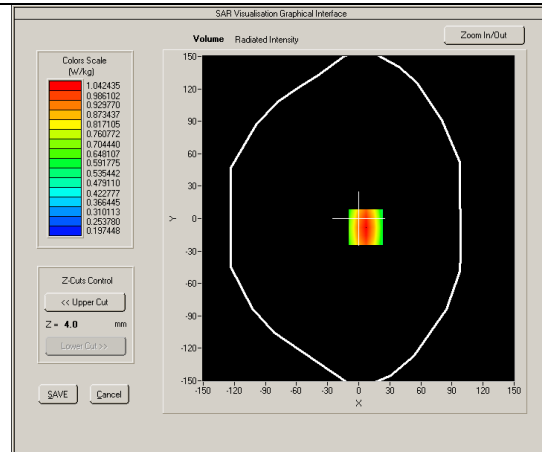 SAR Visualisation Graphical Interface
Volume Radiated Intensity
Zoom In/Out
Colors Scale
(W/kg)
1.042435
0.986102
0.929770
0.873437
0.817105
0.760772
0.704440
0.648107
0.591775
0.535442
0.479110
0.422777
0.366445
0.310113
0.253780
0.197448
Z-Cuts Control
<< Upper Cut
Z = 4.0 mm
Lower Cut >>
SAVE Cancel
150
120
90
60
30
0
-30
-60
-90
-120
-150
Y
-150 -120 -90 -60 -30 0 30 60 90 120 150
X